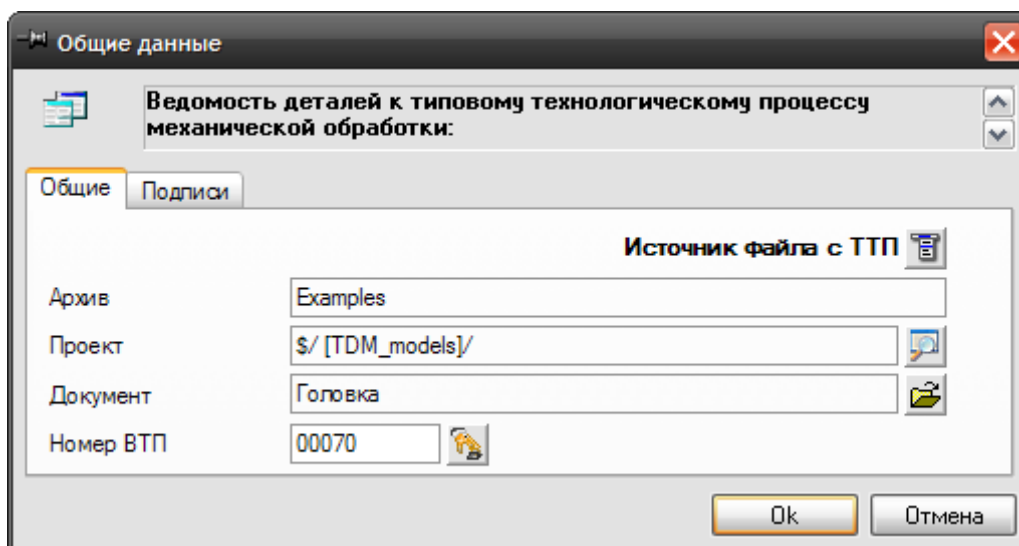 Общие данные
Ведомость деталей к типовому технологическому процессу
механической обработки:
Общие
Подписи
Источник файла с ТТП
Архив
Examples
Проект
$/ [TDM_models]/
Документ
Головка
Номер ВТП
00070
Ok
Отмена